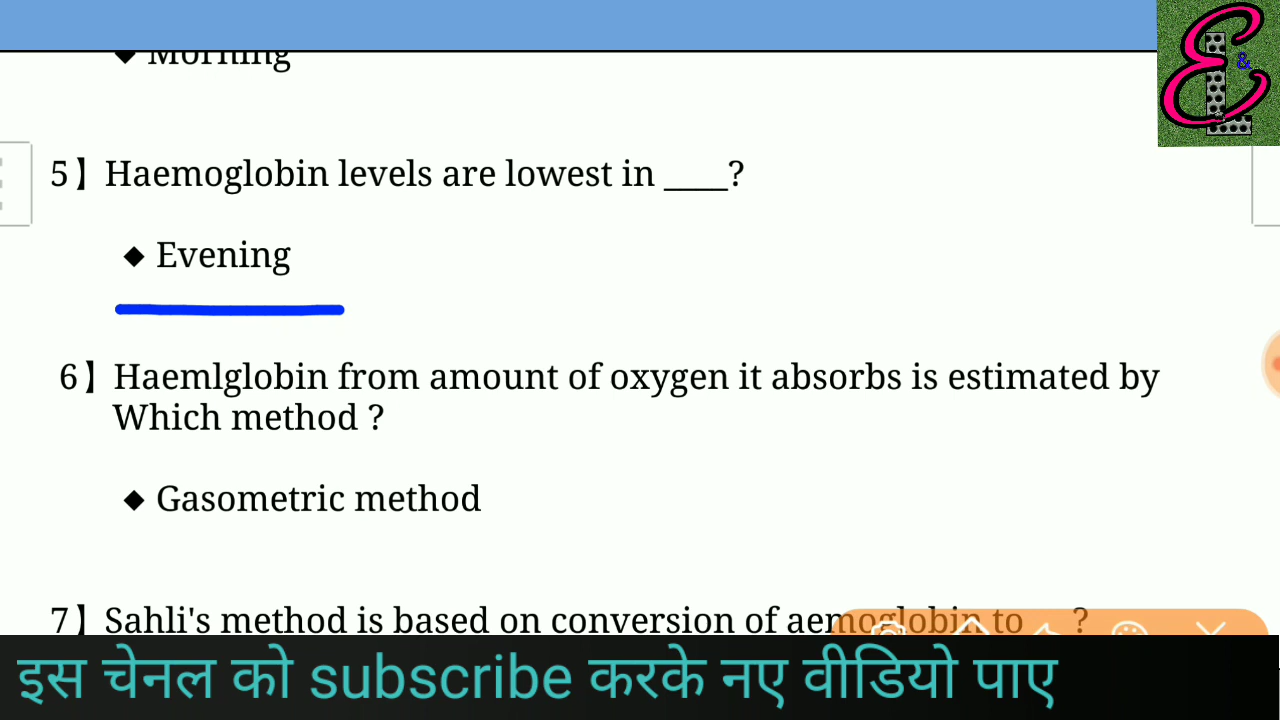 ◆ Morning
5】Haemoglobin levels are lowest in ____?
◆ Evening
6】Haemlglobin from amount of oxygen it absorbs is estimated by
Which method ?
◆ Gasometric method
7】Sahli's method is based on conversion of aemoglobin to __?
इस चेनल को subscribe करके नए वीडियो पाए
E & L